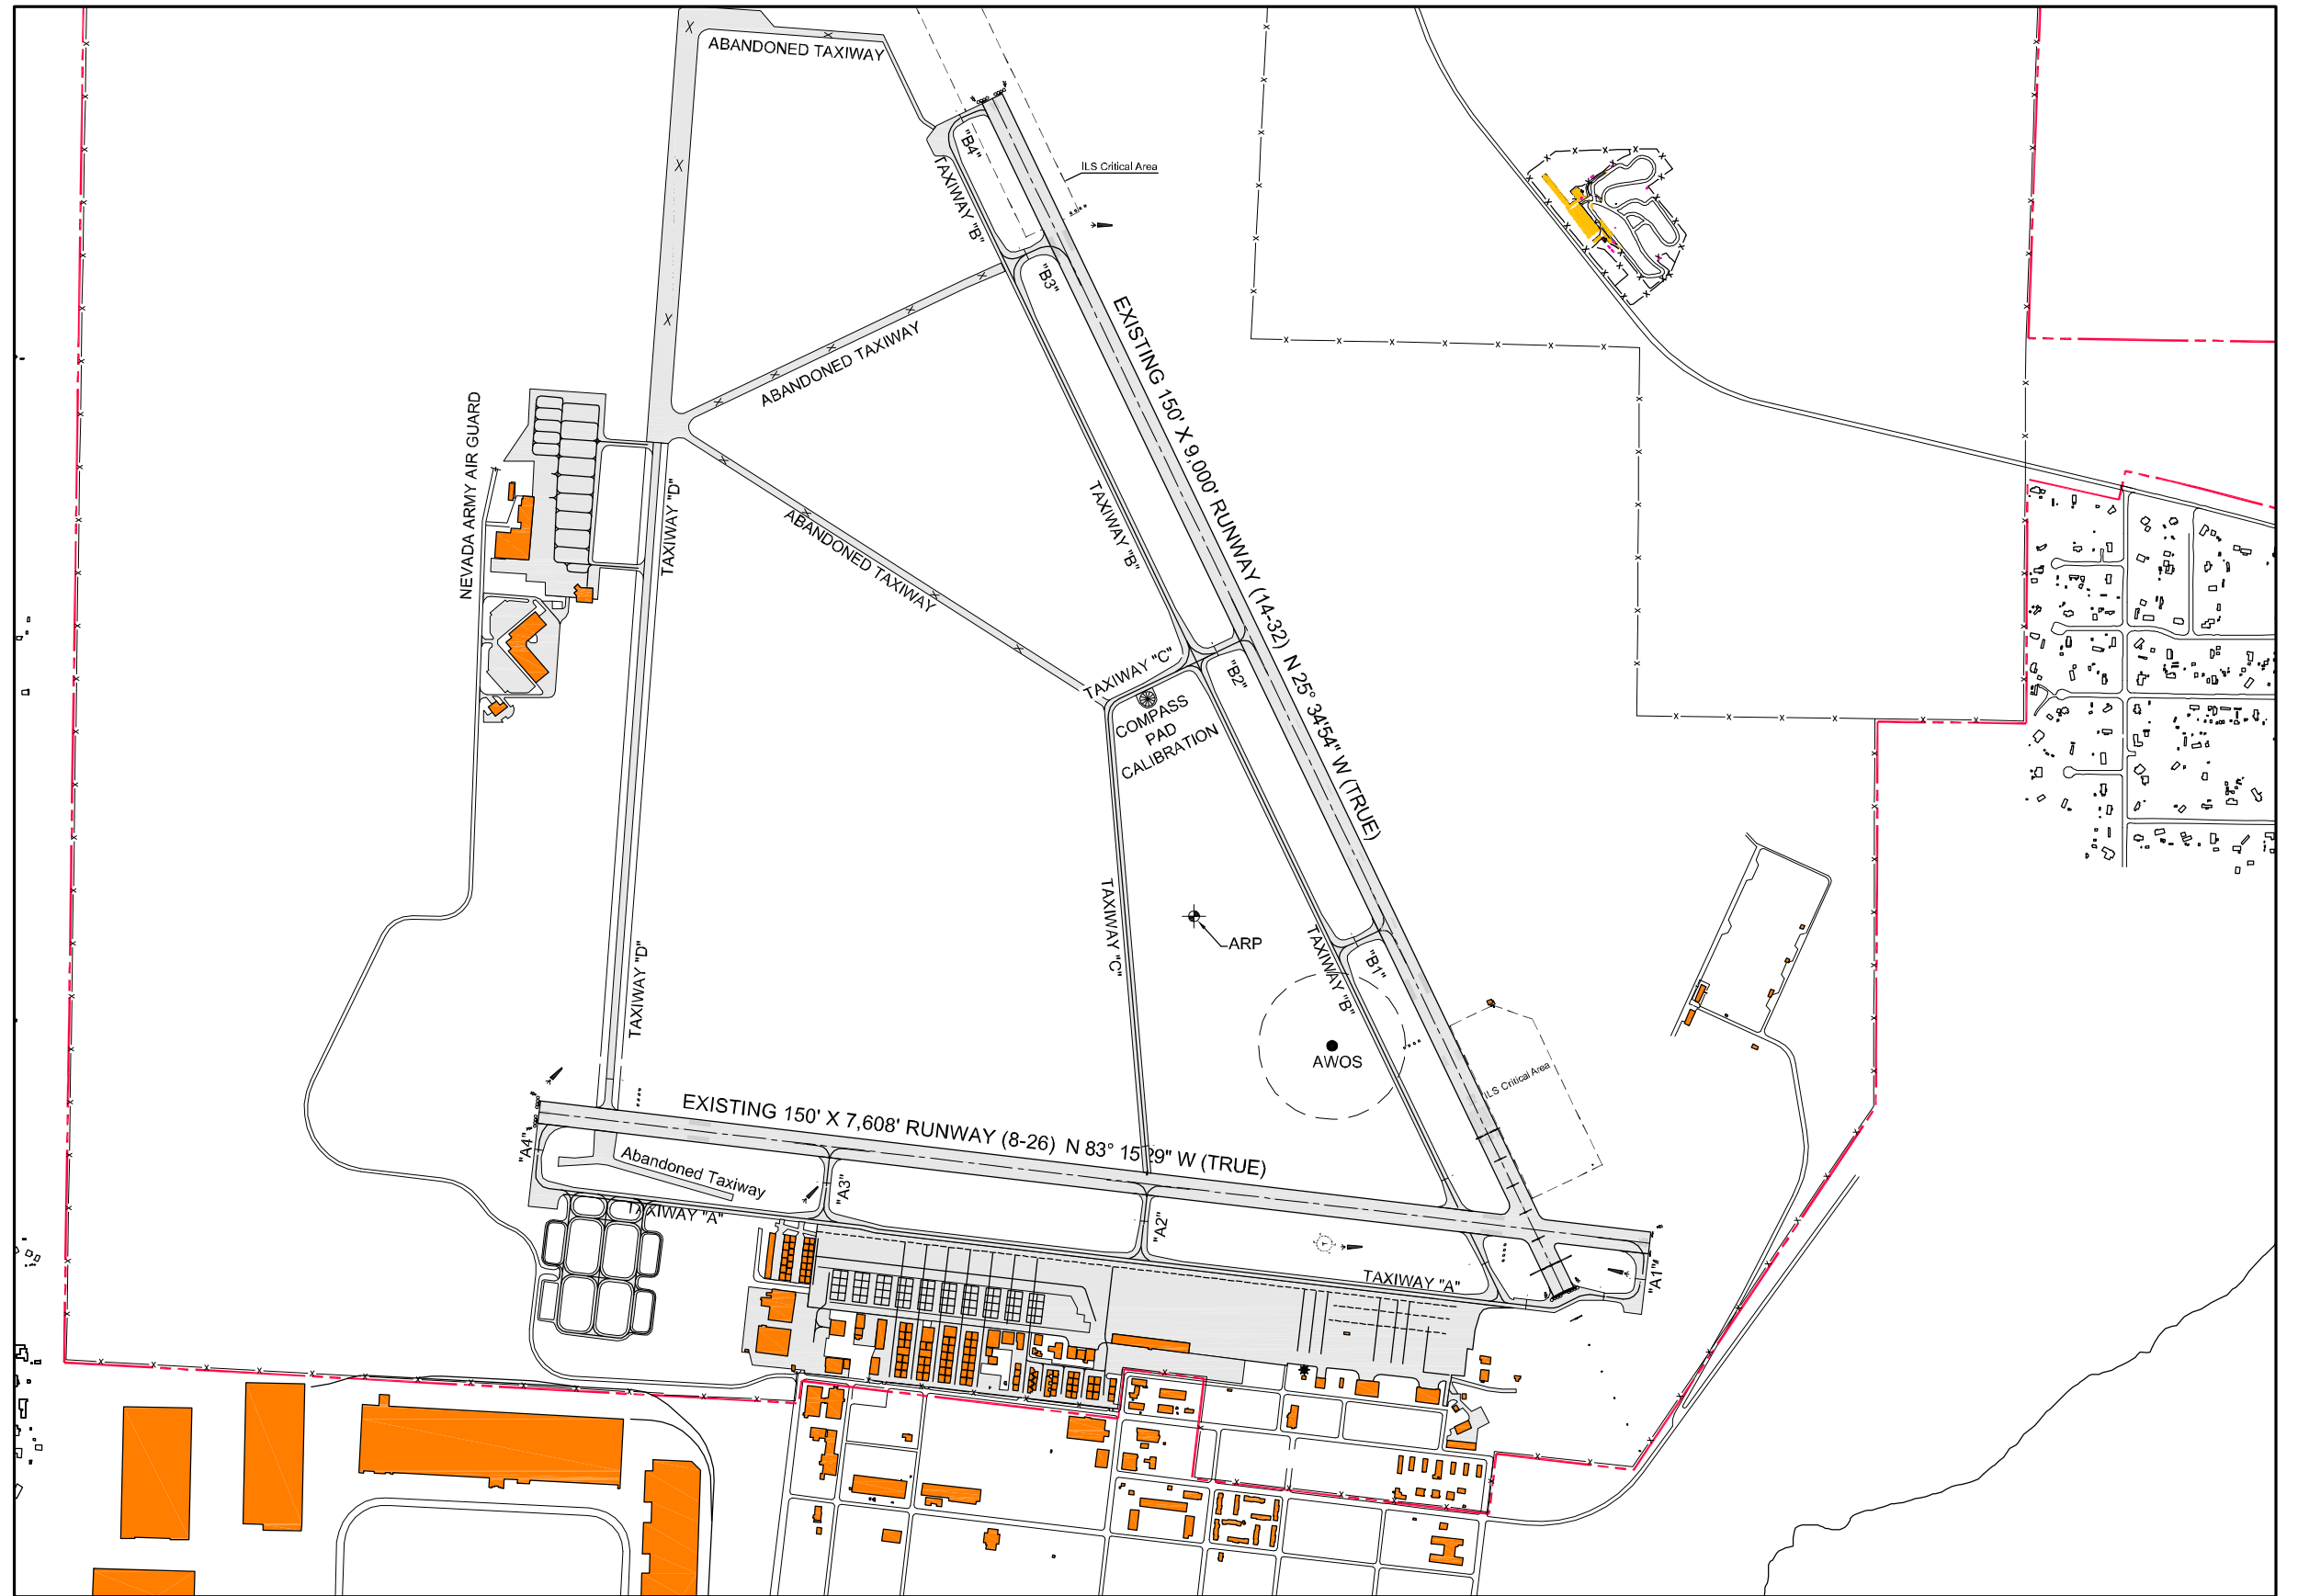 ABANDONED TAXIWAY
"B4"
TAXIWAY "B"
ILS Critical Area
"B3"
ABANDONED TAXIWAY
EXISTING 150' X 9,000' RUNWAY (14-32) N 25° 34'54" W (TRUE)
NEVADA ARMY AIR GUARD
TAXIWAY "D"
ABANDONED TAXIWAY
TAXIWAY "B"
TAXIWAY "C"
"B2"
COMPASS
PAD
CALIBRATION
TAXIWAY "C"
ARP
TAXIWAY "B"
"B1"
TAXIWAY "D"
AWOS
ILS Critical Area
EXISTING 150' X 7,608' RUNWAY (8-26) N 83° 15'29" W (TRUE)
"A4"
Abandoned Taxiway
"A3"
TAXIWAY "A"
"A2"
TAXIWAY "A"
"A1"